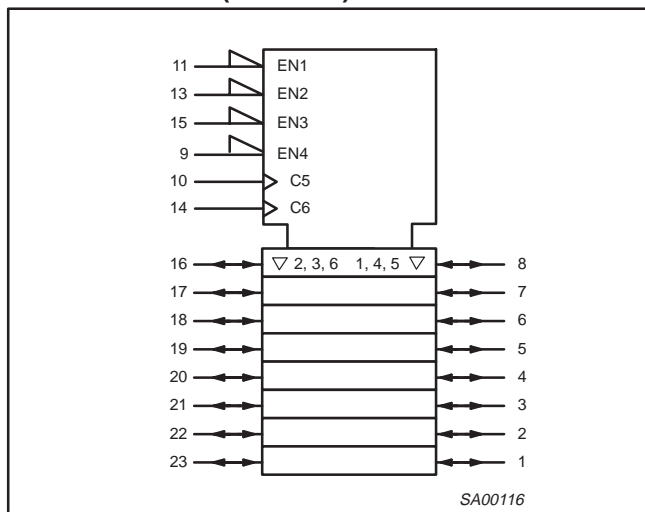 11 EN1
13 EN2
15 EN3
9 EN4
10 C5
14 C6
16 ▽ 2, 3, 6 1, 4, 5 ▽ 8
17 7
18 6
19 5
20 4
21 3
22 2
23 1
SA00116